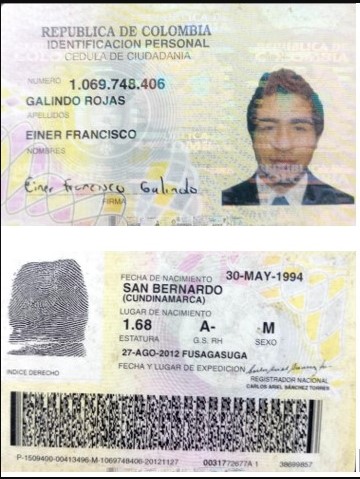 REPUBLICA DE COLOMBIA
IDENTIFICACION PERSONAL
CEDULA DE CIUDADANIA
NUMERO 1.069.748.406
GALINDO ROJAS
APELLIDOS
EINER FRANCISCO
NOMBRES
Einer Francisco Galindo
FIRMA
FECHA DE NACIMIENTO 30-MAY-1994
SAN BERNARDO
(CUNDINAMARCA)
LUGAR DE NACIMIENTO
1.68 A- M
ESTATURA G.S. RH SEXO
27-AGO-2012 FUSAGASUGA
FECHA Y LUGAR DE EXPEDICION
INDICE DERECHO
REGISTRADOR NACIONAL
CARLOS ARIEL SÁNCHEZ TORRES
P-1509400-00413496-M-1069748406-20121127 0031772677A 1 38699857